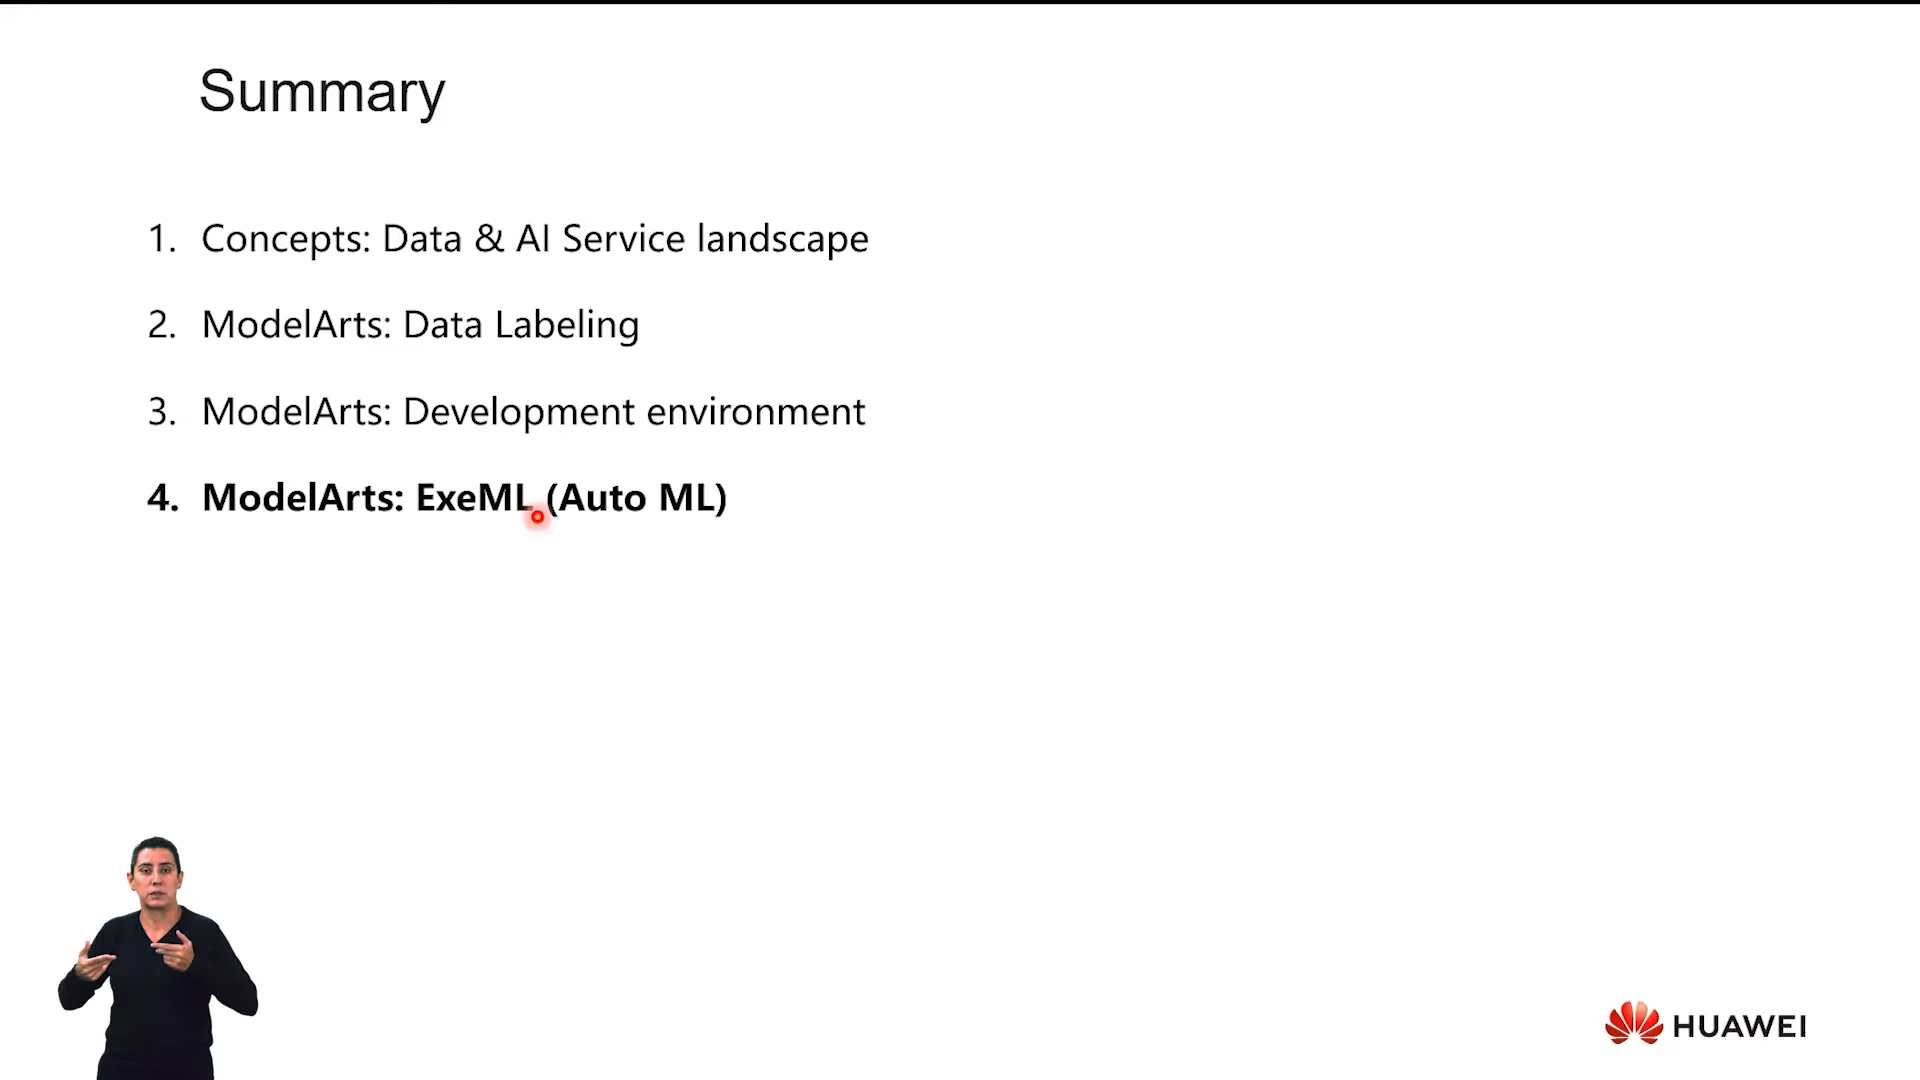 Summary
1. Concepts: Data & AI Service landscape
2. ModelArts: Data Labeling
3. ModelArts: Development environment
4. ModelArts: ExeML (Auto ML)
HUAWEI